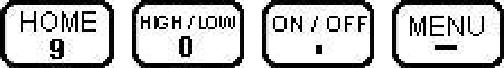 HOME HIGH/LOW ON/OFF MENU
9 0 . –